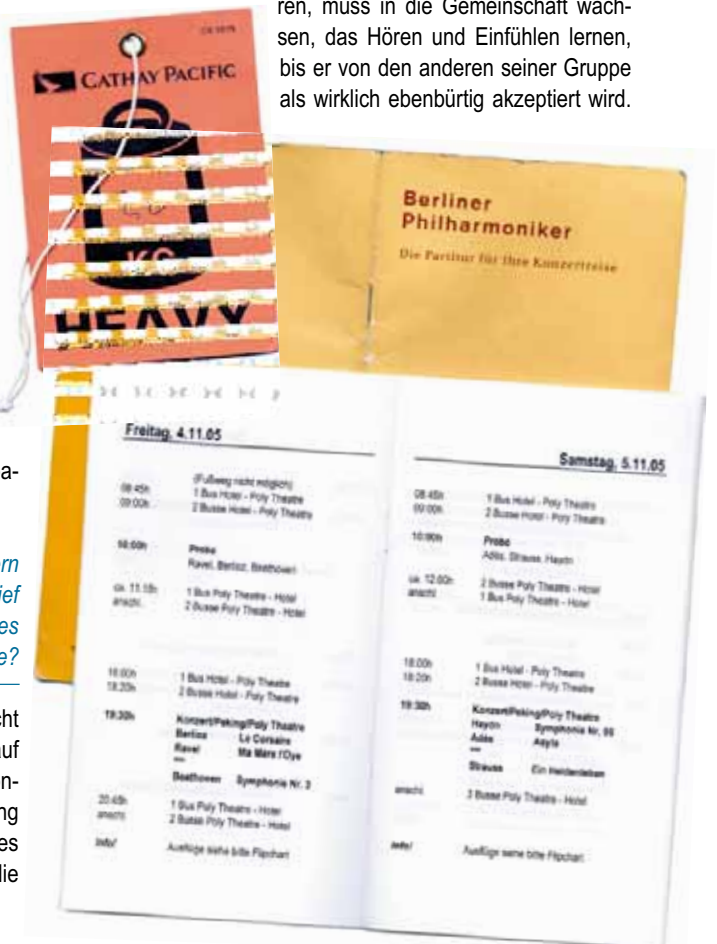 ren, muss in die Gemeinschaft wach-
sen, das Hören und Einfühlen lernen,
bis er von den anderen seiner Gruppe
als wirklich ebenbürtig akzeptiert wird.
CATHAY PACIFIC
KG
HEAVY
Berliner
Philharmoniker
Die Partitur für Ihre Konzertreise
a-
rn
ief
es
e?
cht
auf
en-
ng
es
die
Freitag, 4.11.05
(Fußweg nicht möglich)
08:45h 1 Bus Hotel - Poly Theatre
09:00h 2 Busse Hotel - Poly Theatre
10:00h Probe
Ravel, Berlioz, Beethoven
ca. 11.15h 1 Bus Poly Theatre - Hotel
anschl. 2 Busse Poly Theatre - Hotel
18:00h 1 Bus Hotel - Poly Theatre
18:20h 2 Busse Hotel - Poly Theatre
19:30h Konzert/Peking/Poly Theatre
Berlioz Le Corsaire
Ravel Ma Mère l'Oye
***
Beethoven Symphonie Nr. 3
20:45h 1 Bus Poly Theatre - Hotel
anschl. 2 Busse Poly Theatre - Hotel
Info! Ausflüge siehe bitte Flipchart
Samstag, 5.11.05
08:45h 1 Bus Hotel - Poly Theatre
09:00h 2 Busse Hotel - Poly Theatre
10:00h Probe
Adès, Strauss, Haydn
ca. 12.00h 2 Busse Poly Theatre - Hotel
anschl. 1 Bus Poly Theatre - Hotel
18:00h 1 Bus Hotel - Poly Theatre
18:20h 2 Busse Hotel - Poly Theatre
19:30h Konzert/Peking/Poly Theatre
Haydn Symphonie Nr.
Adès Asyla
***
Strauss Ein Heldenleben
anschl. 3 Busse Poly Theatre - Hotel
Info! Ausflüge siehe bitte Flipchart